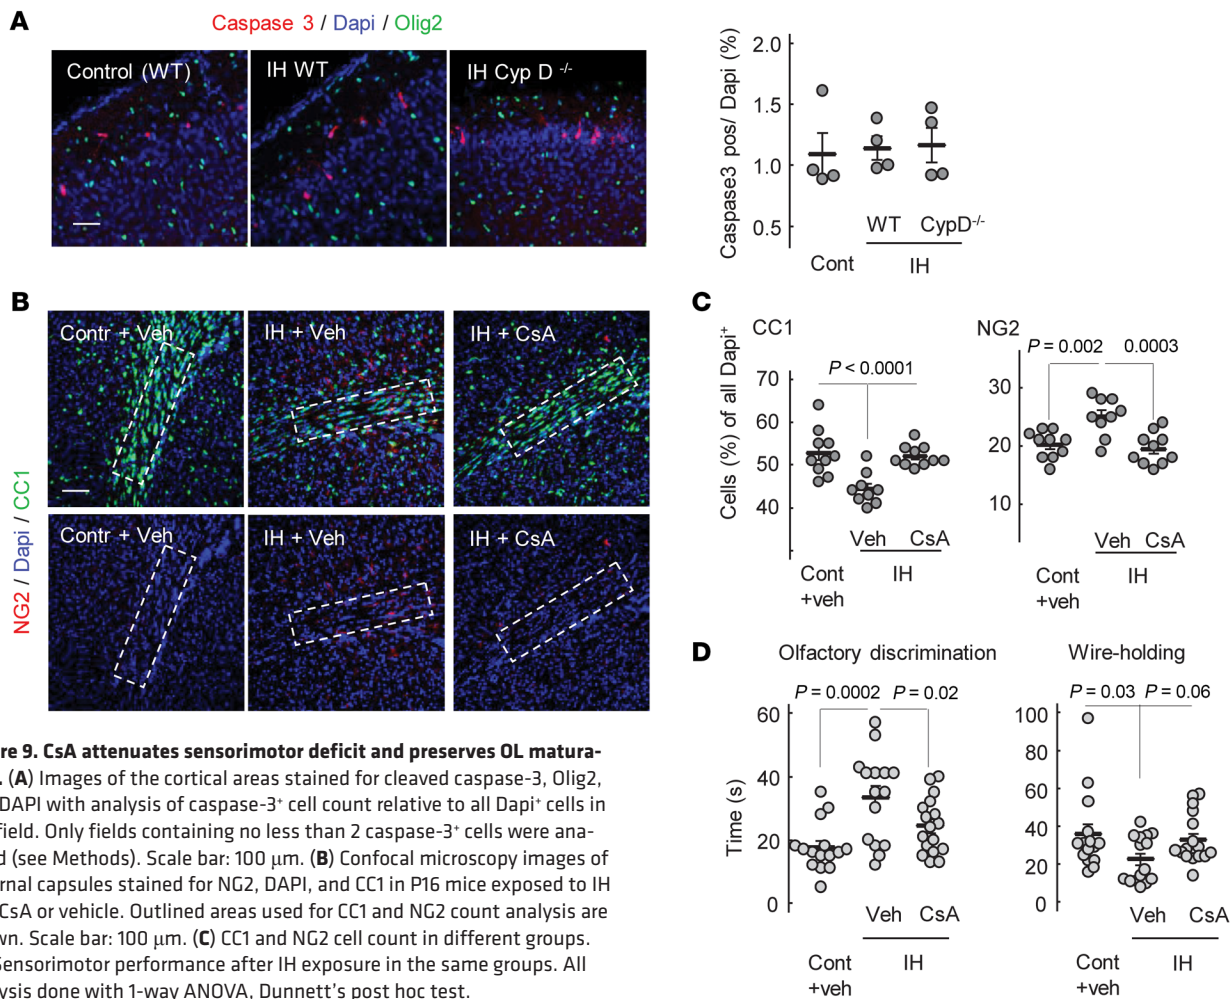 A
Caspase 3 / Dapi / Olig2
Control (WT)
IH WT
IH Cyp D -/-
Caspase3 pos/ Dapi (%)
2.0
1.5
1.0
0.5
WT
CypD-/-
Cont
IH
B
NG2 / Dapi / CC1
Contr + Veh
IH + Veh
IH + CsA
Contr + Veh
IH + Veh
IH + CsA
C
Cells (%) of all Dapi+
CC1
P < 0.0001
70
60
50
40
Veh
CsA
Cont
+veh
IH
NG2
P = 0.002
0.0003
30
20
10
Veh
CsA
Cont
+veh
IH
D
Olfactory discrimination
P = 0.0002
P = 0.02
Time (s)
60
40
20
0
Veh
CsA
Cont
+veh
IH
Wire-holding
P = 0.03
P = 0.06
100
80
60
40
20
0
Veh
CsA
Cont
+veh
IH
re 9. CsA attenuates sensorimotor deficit and preserves OL matura-
. (A) Images of the cortical areas stained for cleaved caspase-3, Olig2,
DAPI with analysis of caspase-3+ cell count relative to all Dapi+ cells in
field. Only fields containing no less than 2 caspase-3+ cells were ana-
d (see Methods). Scale bar: 100 μm. (B) Confocal microscopy images of
rnal capsules stained for NG2, DAPI, and CC1 in P16 mice exposed to IH
CsA or vehicle. Outlined areas used for CC1 and NG2 count analysis are
wn. Scale bar: 100 μm. (C) CC1 and NG2 cell count in different groups.
Sensorimotor performance after IH exposure in the same groups. All
ysis done with 1-way ANOVA, Dunnett's post hoc test.